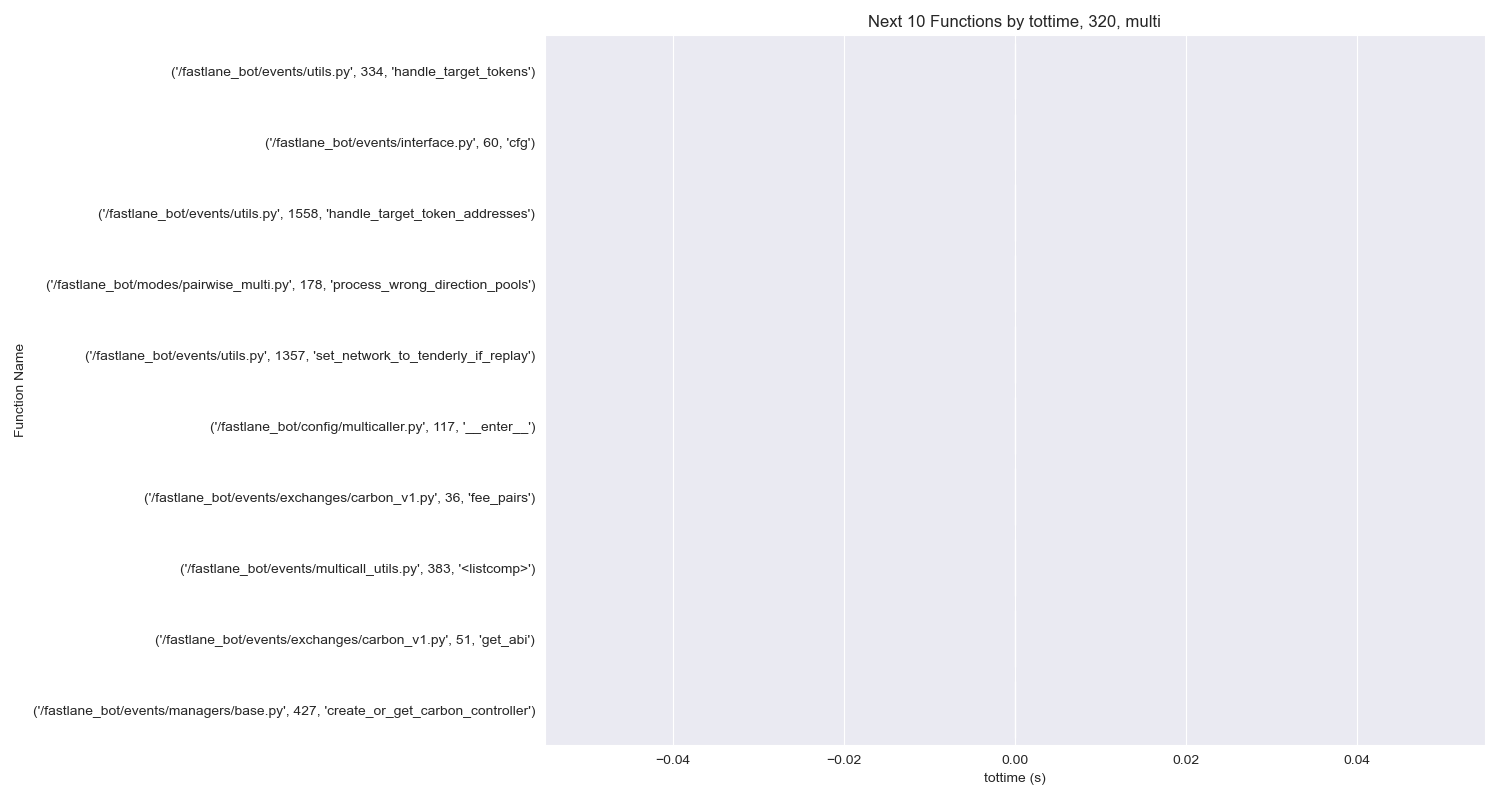 Next 10 Functions by tottime, 320, multi
('/fastlane_bot/events/utils.py', 334, 'handle_target_tokens')
('/fastlane_bot/events/interface.py', 60, 'cfg')
('/fastlane_bot/events/utils.py', 1558, 'handle_target_token_addresses')
('/fastlane_bot/modes/pairwise_multi.py', 178, 'process_wrong_direction_pools')
('/fastlane_bot/events/utils.py', 1357, 'set_network_to_tenderly_if_replay')
('/fastlane_bot/config/multicaller.py', 117, '__enter__')
('/fastlane_bot/events/exchanges/carbon_v1.py', 36, 'fee_pairs')
('/fastlane_bot/events/multicall_utils.py', 383, '<listcomp>')
('/fastlane_bot/events/exchanges/carbon_v1.py', 51, 'get_abi')
('/fastlane_bot/events/managers/base.py', 427, 'create_or_get_carbon_controller')
Function Name
−0.04 −0.02 0.00 0.02 0.04
tottime (s)